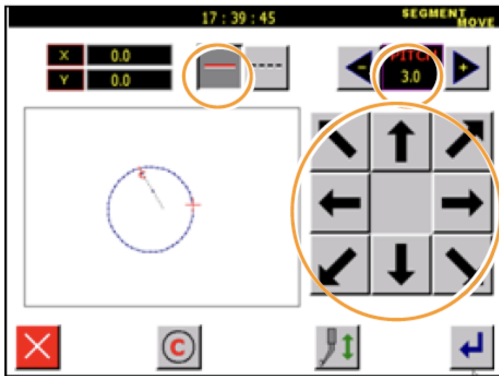 17 : 39 : 45
SEGMENT
MOVE
X 0.0
Y 0.0
PITCH
3.0
- +
C
C